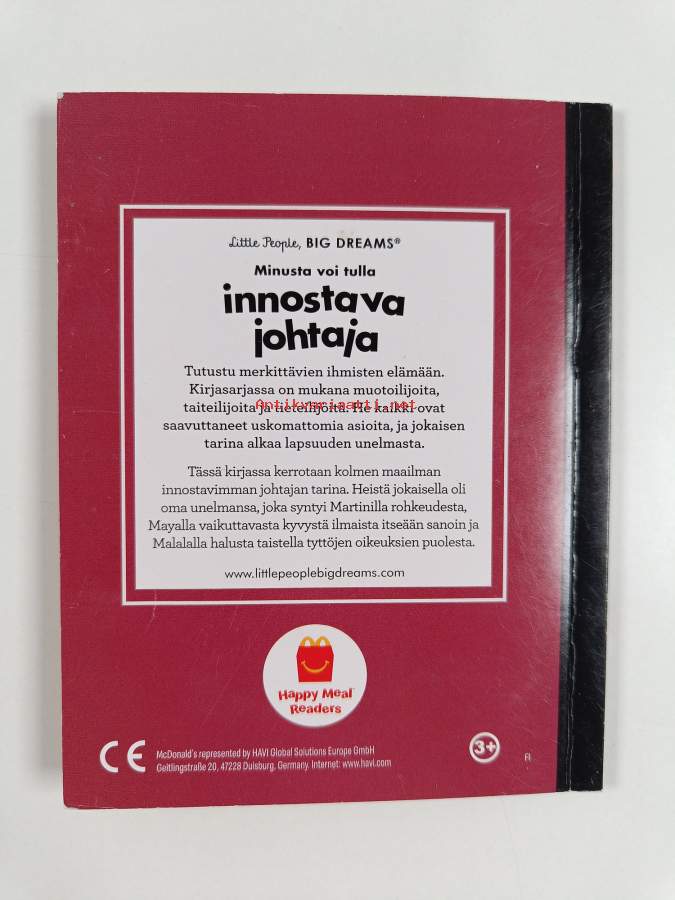 Little People, BIG DREAMS®
Minusta voi tulla
innostava
johtaja
Tutustu merkittävien ihmisten elämään.
Kirjasarjassa on mukana muotoilijoita,
taiteilijoita ja tieteilijöitä. He kaikki ovat
Antikvariaatti.net
saavuttaneet uskomattomia asioita, ja jokaisen
tarina alkaa lapsuuden unelmasta.
Tässä kirjassa kerrotaan kolmen maailman
innostavimman johtajan tarina. Heistä jokaisella oli
oma unelmansa, joka syntyi Martinilla rohkeudesta,
Mayalla vaikuttavasta kyvystä ilmaista itseään sanoin ja
Malalalla halusta taistella tyttöjen oikeuksien puolesta.
www.littlepeoplebigdreams.com
Happy Meal™
Readers
CE
McDonald's represented by HAVI Global Solutions Europe GmbH
Geitlingstraße 20, 47228 Duisburg, Germany. Internet: www.havi.com
3+
FI